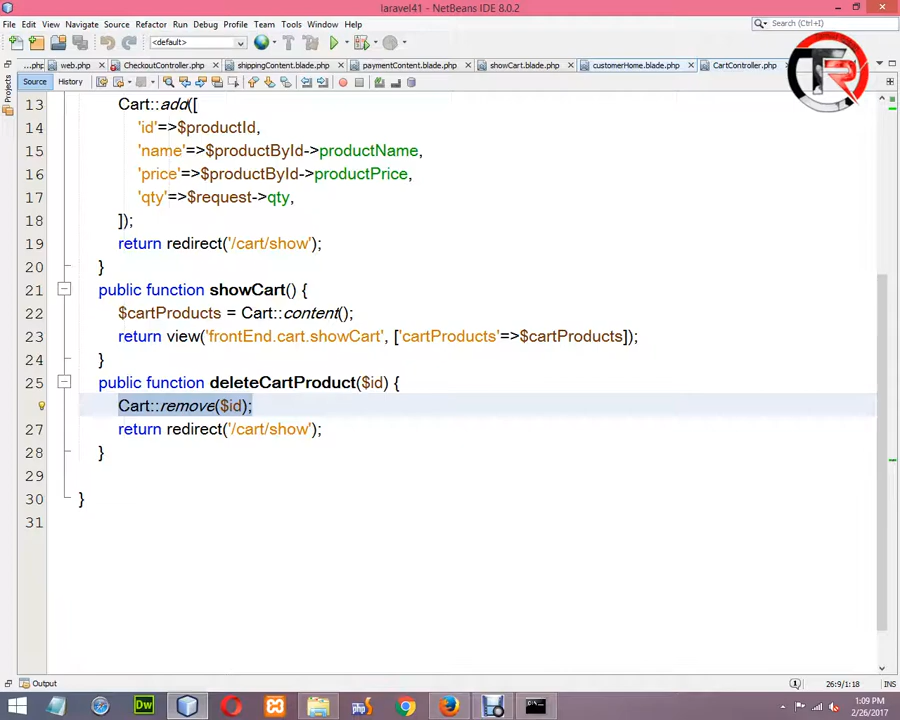 laravel41 - NetBeans IDE 8.0.2
File Edit View Navigate Source Refactor Run Debug Profile Team Tools Window Help
Search (Ctrl+I)
<default>
...php web.php CheckoutController.php shippingContent.blade.php paymentContent.blade.php showCart.blade.php customerHome.blade.php CartController.php
Source History
Projects
13 Cart::add([
14 'id'=>$productId,
15 'name'=>$productById->productName,
16 'price'=>$productById->productPrice,
17 'qty'=>$request->qty,
18 ]);
19 return redirect('/cart/show');
20 }
21 public function showCart() {
22 $cartProducts = Cart::content();
23 return view('frontEnd.cart.showCart', ['cartProducts'=>$cartProducts]);
24 }
25 public function deleteCartProduct($id) {
Cart::remove($id);
27 return redirect('/cart/show');
28 }
29
30 }
31
Output
26:9/1:18
Dw
1:09 PM
2/26/2017